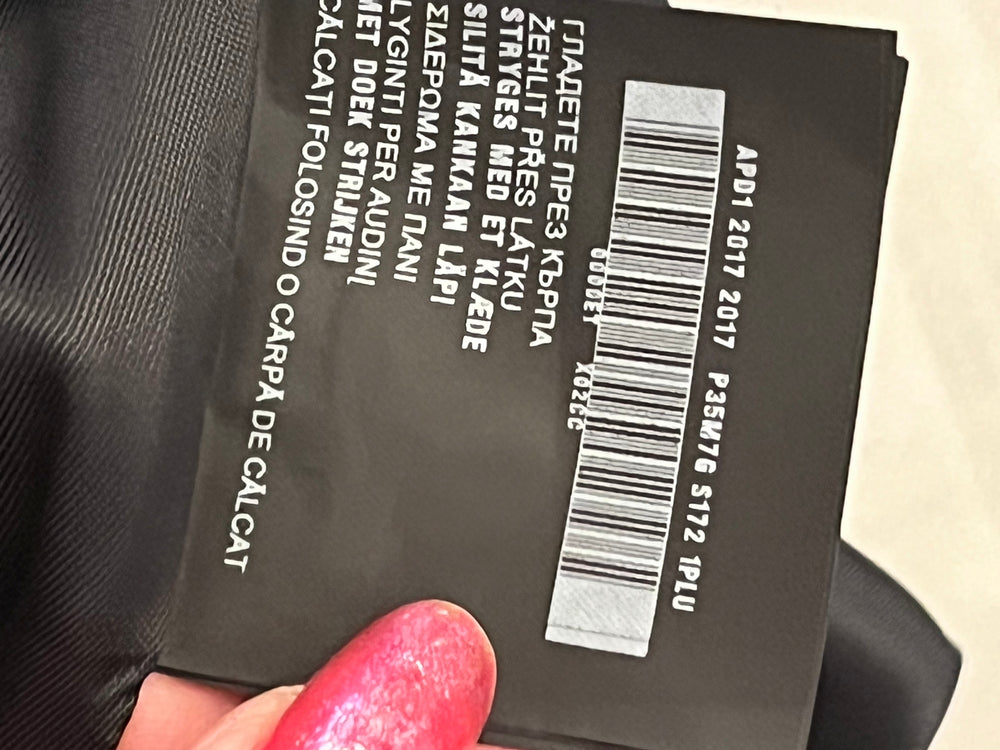 APD1 2017 2017 P35M7G S172 1PLU
ГЛАДЕТЕ ПРЕЗ КЪРПА
ŽEHLIT PŘES LÁTKU
STRYGES MED ET KLÆDE
SILITÄ KANKAAN LÄPI
ΣΙΔΕΡΩΜΑ ΜΕ ΠΑΝΙ
LYGINTI PER AUDINĮ
MET DOEK STRIJKEN
CĂLCAȚI FOLOSIND O CÂRPĂ DE CĂLCAT